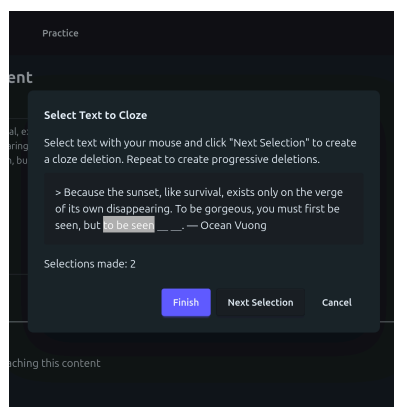 Practice
ent
al, e
aring
, bu
Select Text to Cloze
Select text with your mouse and click "Next Selection" to create
a cloze deletion. Repeat to create progressive deletions.
> Because the sunset, like survival, exists only on the verge
of its own disappearing. To be gorgeous, you must first be
seen, but to be seen __ __. — Ocean Vuong
Selections made: 2
Finish
Next Selection
Cancel
aching this content